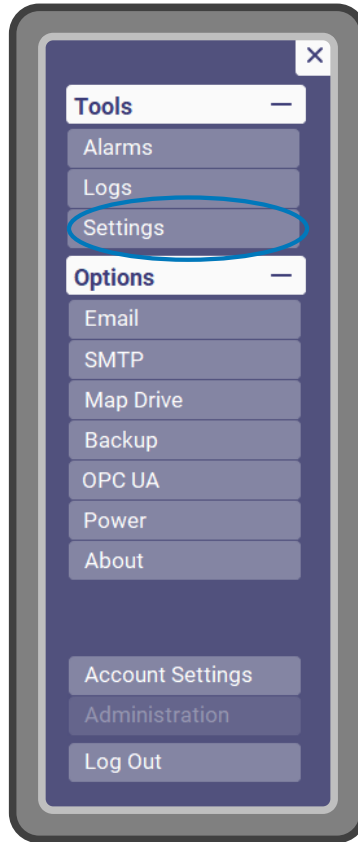 Tools
Alarms
Logs
Settings
Options
Email
SMTP
Map Drive
Backup
OPC UA
Power
About
Account Settings
Administration
Log Out